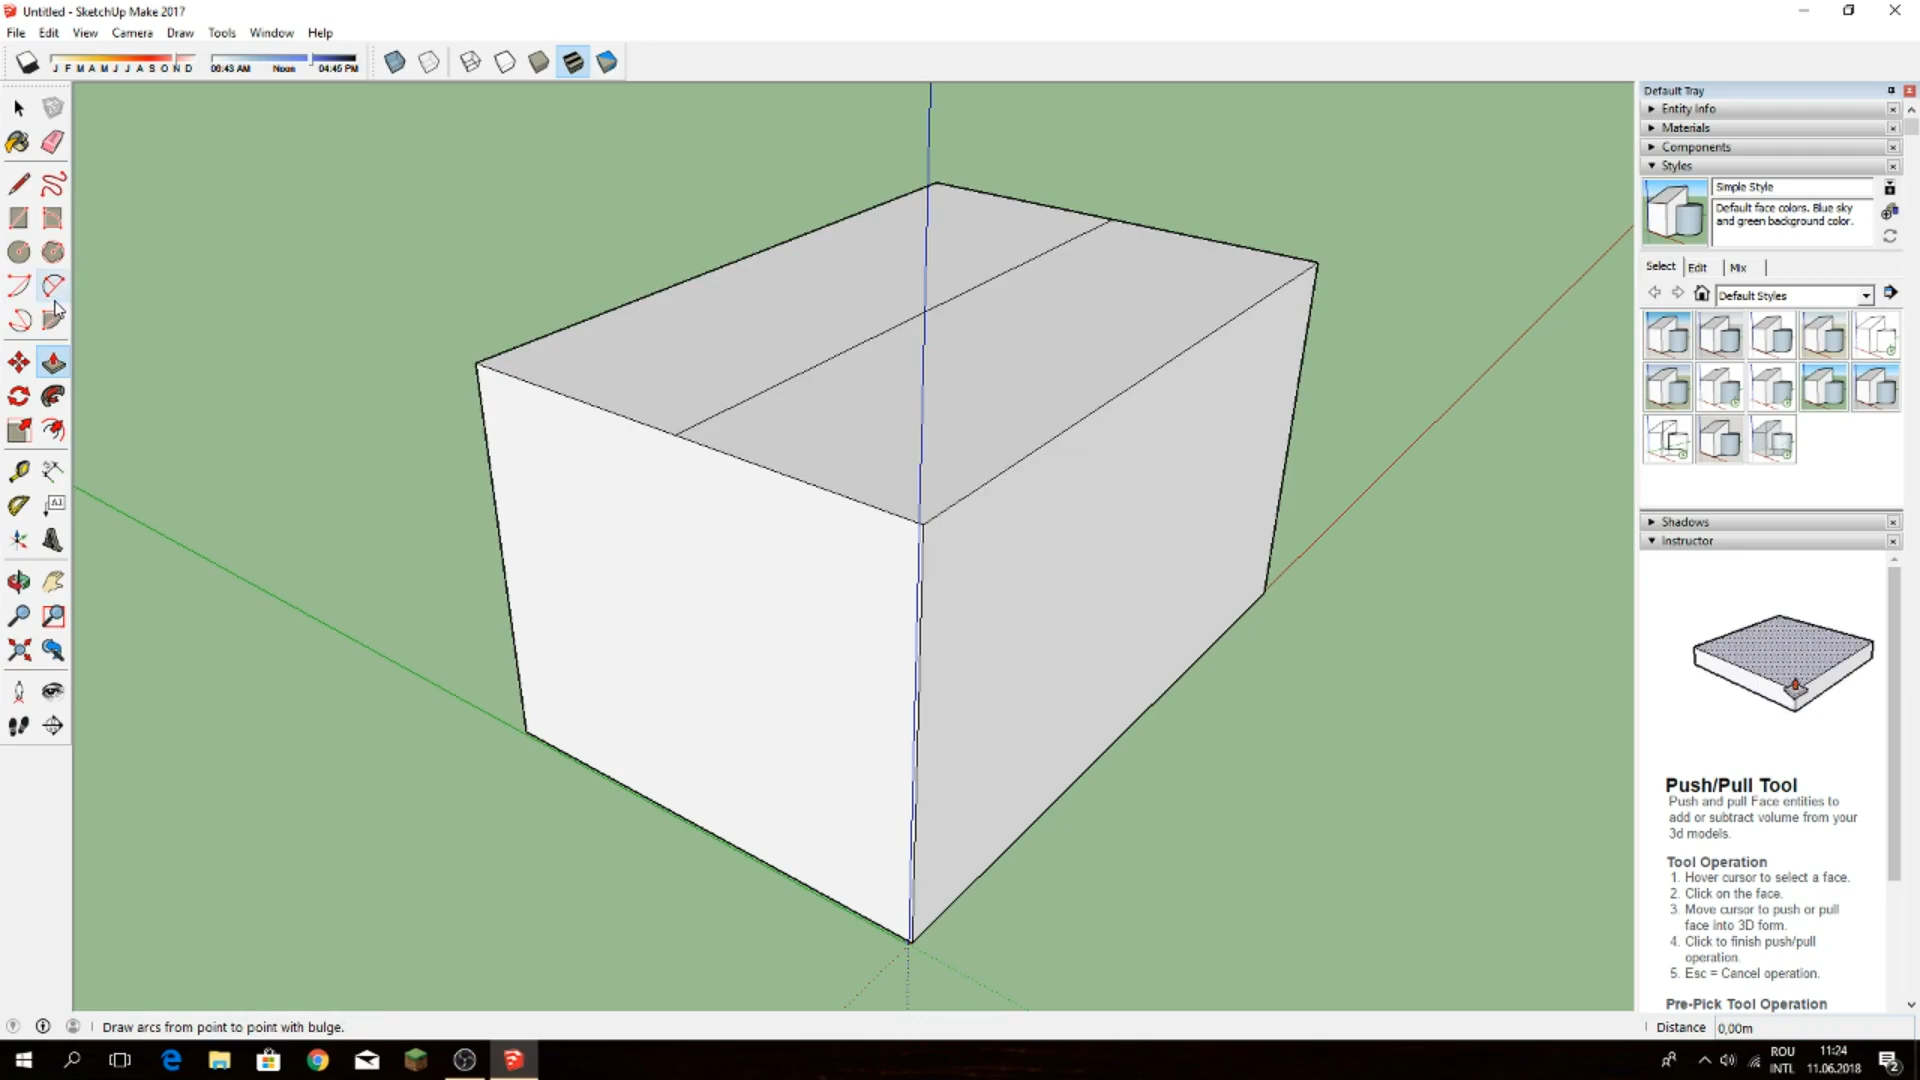 Untitled - SketchUp Make 2017
File Edit View Camera Draw Tools Window Help
J F M A M J J A S O N D 06:43 AM Noon 04:45 PM
Default Tray
Entity Info
Materials
Components
Styles
Simple Style
Default face colors. Blue sky
and green background color.
Select Edit Mix
Default Styles
Shadows
Instructor
Push/Pull Tool
Push and pull Face entities to
add or subtract volume from your
3d models.
Tool Operation
1. Hover cursor to select a face.
2. Click on the face.
3. Move cursor to push or pull
face into 3D form.
4. Click to finish push/pull
operation.
5. Esc = Cancel operation.
Pre-Pick Tool Operation
Draw arcs from point to point with bulge.
Distance 0,00m
ROU 11:24
INTL 11.06.2018
2